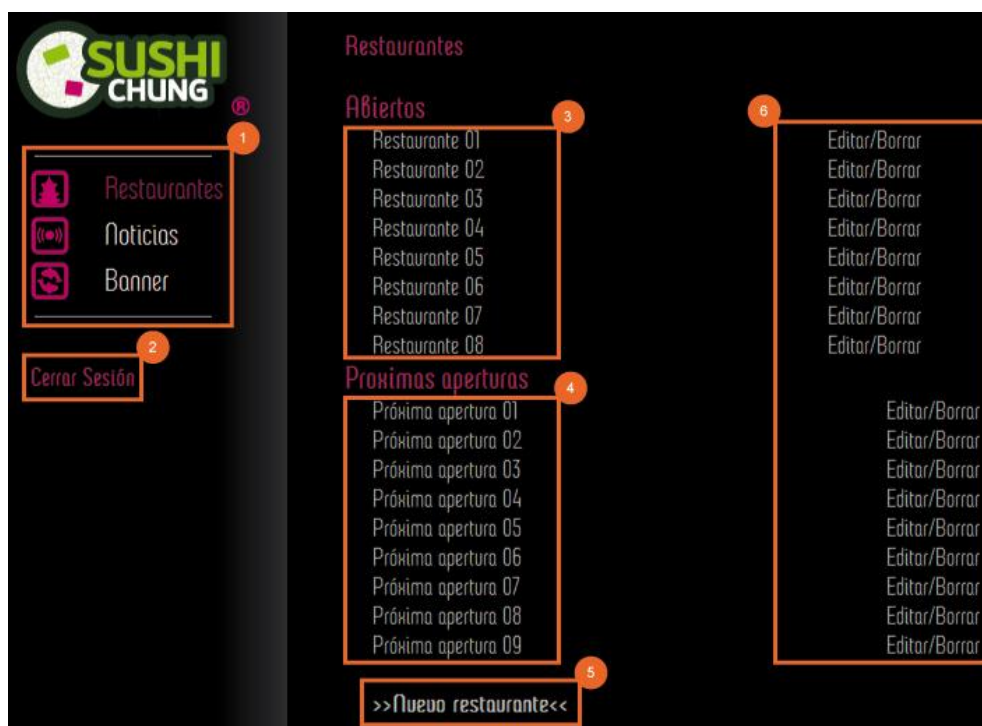 SUSHI
CHUNG
®
1
Restaurantes
Noticias
Banner
2
Cerrar Sesión
Restaurantes
Abiertos
3
6
Restaurante 01 Editar/Borrar
Restaurante 02 Editar/Borrar
Restaurante 03 Editar/Borrar
Restaurante 04 Editar/Borrar
Restaurante 05 Editar/Borrar
Restaurante 06 Editar/Borrar
Restaurante 07 Editar/Borrar
Restaurante 08 Editar/Borrar
Proximas aperturas
4
Próxima apertura 01 Editar/Borrar
Próxima apertura 02 Editar/Borrar
Próxima apertura 03 Editar/Borrar
Próxima apertura 04 Editar/Borrar
Próxima apertura 05 Editar/Borrar
Próxima apertura 06 Editar/Borrar
Próxima apertura 07 Editar/Borrar
Próxima apertura 08 Editar/Borrar
Próxima apertura 09 Editar/Borrar
5
>>Nuevo restaurante<<